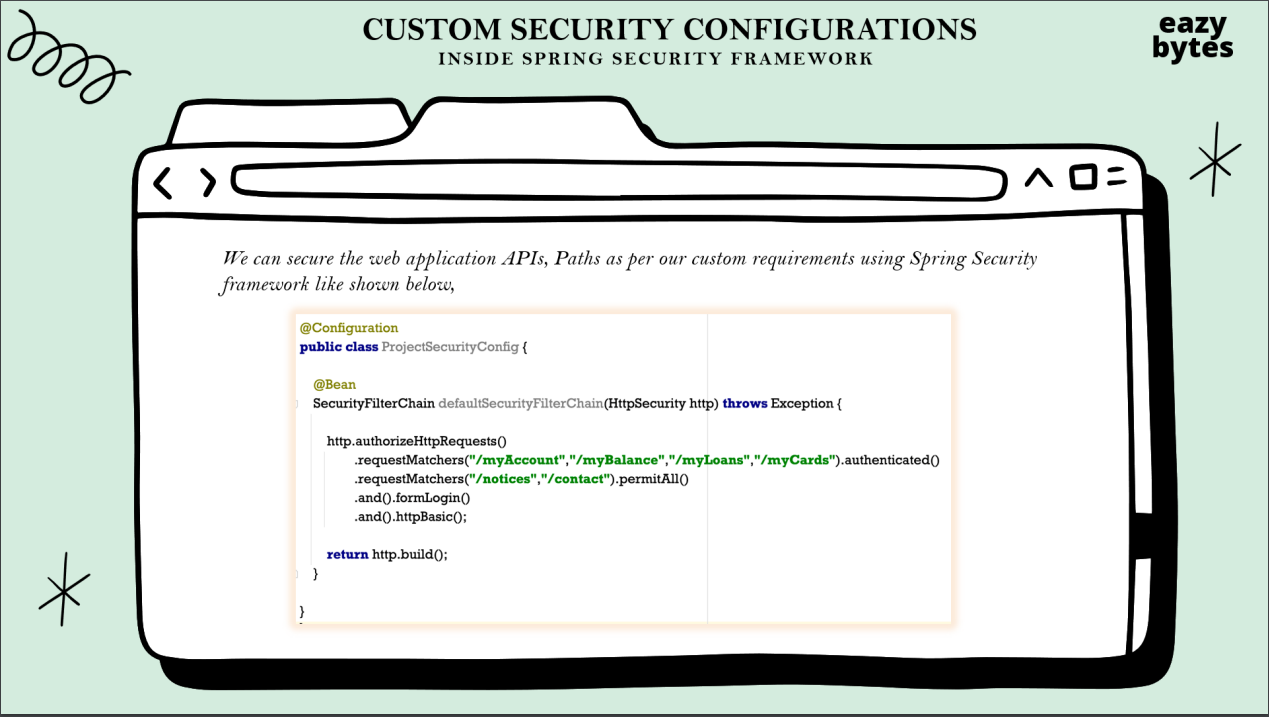 CUSTOM SECURITY CONFIGURATIONS
INSIDE SPRING SECURITY FRAMEWORK
eazy
bytes
We can secure the web application APIs, Paths as per our custom requirements using Spring Security
framework like shown below,
@Configuration
public class ProjectSecurityConfig {
@Bean
SecurityFilterChain defaultSecurityFilterChain(HttpSecurity http) throws Exception {
http.authorizeHttpRequests()
.requestMatchers("/myAccount","/myBalance","/myLoans","/myCards").authenticated()
.requestMatchers("/notices","/contact").permitAll()
.and().formLogin()
.and().httpBasic();
return http.build();
}
}